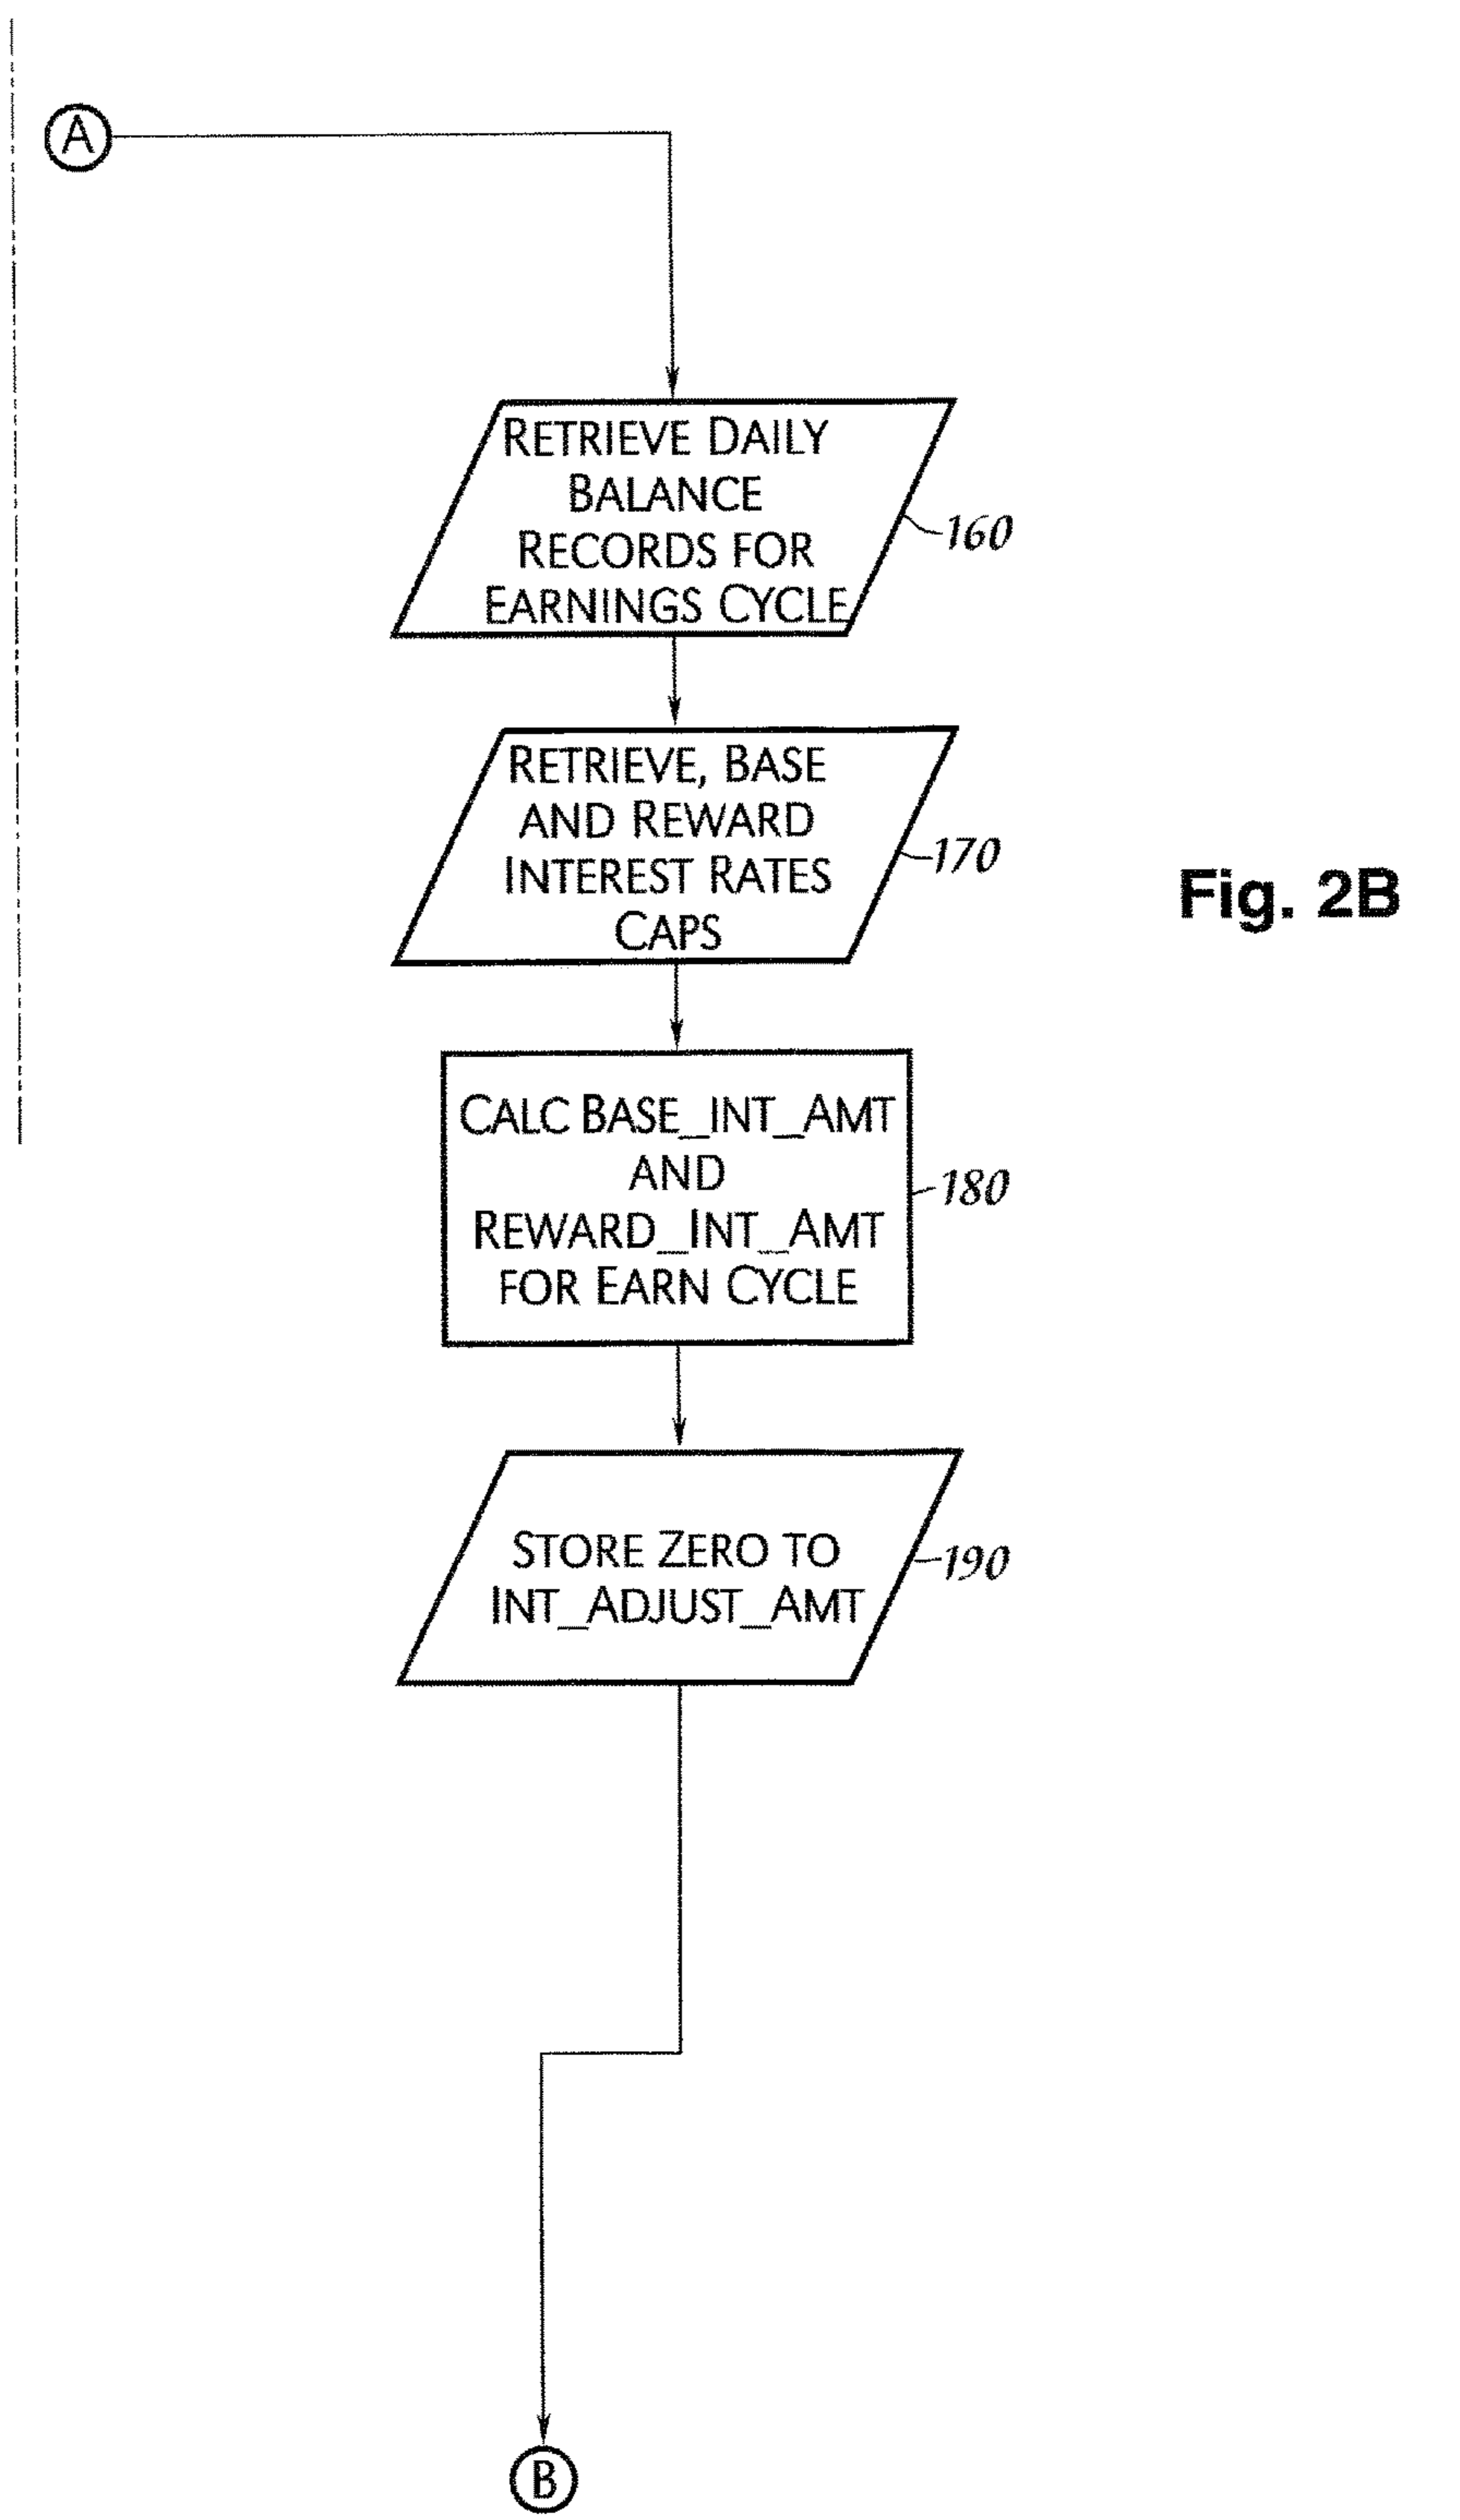 A
RETRIEVE DAILY
BALANCE
RECORDS FOR
EARNINGS CYCLE
160
RETRIEVE, BASE
AND REWARD
INTEREST RATES
CAPS
170
Fig. 2B
CALC BASE_INT_AMT
AND
REWARD_INT_AMT
FOR EARN CYCLE
180
STORE ZERO TO
INT_ADJUST_AMT
190
B